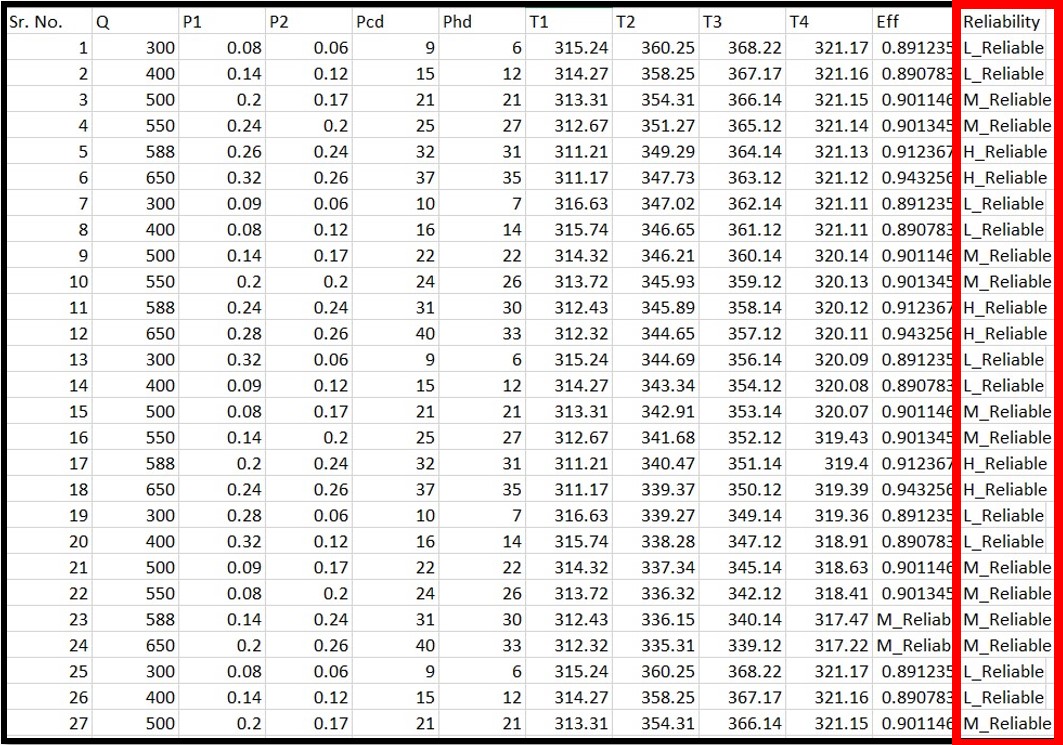 Sr. No. Q P1 P2 Pcd Phd T1 T2 T3 T4 Eff Reliability
1 300 0.08 0.06 9 6 315.24 360.25 368.22 321.17 0.891235 L_Reliable
2 400 0.14 0.12 15 12 314.27 358.25 367.17 321.16 0.890783 L_Reliable
3 500 0.2 0.17 21 21 313.31 354.31 366.14 321.15 0.901146 M_Reliable
4 550 0.24 0.2 25 27 312.67 351.27 365.12 321.14 0.901345 M_Reliable
5 588 0.26 0.24 32 31 311.21 349.29 364.14 321.13 0.912367 H_Reliable
6 650 0.32 0.26 37 35 311.17 347.73 363.12 321.12 0.943256 H_Reliable
7 300 0.09 0.06 10 7 316.63 347.02 362.14 321.11 0.891235 L_Reliable
8 400 0.08 0.12 16 14 315.74 346.65 361.12 321.11 0.890783 L_Reliable
9 500 0.14 0.17 22 22 314.32 346.21 360.14 320.14 0.901146 M_Reliable
10 550 0.2 0.2 24 26 313.72 345.93 359.12 320.13 0.901345 M_Reliable
11 588 0.24 0.24 31 30 312.43 345.89 358.14 320.12 0.912367 H_Reliable
12 650 0.28 0.26 40 33 312.32 344.65 357.12 320.11 0.943256 H_Reliable
13 300 0.32 0.06 9 6 315.24 344.69 356.14 320.09 0.891235 L_Reliable
14 400 0.09 0.12 15 12 314.27 343.34 354.12 320.08 0.890783 L_Reliable
15 500 0.08 0.17 21 21 313.31 342.91 353.14 320.07 0.901146 M_Reliable
16 550 0.14 0.2 25 27 312.67 341.68 352.12 319.43 0.901345 M_Reliable
17 588 0.2 0.24 32 31 311.21 340.47 351.14 319.4 0.912367 H_Reliable
18 650 0.24 0.26 37 35 311.17 339.37 350.12 319.39 0.943256 H_Reliable
19 300 0.28 0.06 10 7 316.63 339.27 349.14 319.36 0.891235 L_Reliable
20 400 0.32 0.12 16 14 315.74 338.28 347.12 318.91 0.890783 L_Reliable
21 500 0.09 0.17 22 22 314.32 337.34 345.14 318.63 0.901146 M_Reliable
22 550 0.08 0.2 24 26 313.72 336.32 342.12 318.41 0.901345 M_Reliable
23 588 0.14 0.24 31 30 312.43 336.15 340.14 317.47 M_Reliab M_Reliable
24 650 0.2 0.26 40 33 312.32 335.31 339.12 317.22 M_Reliab M_Reliable
25 300 0.08 0.06 9 6 315.24 360.25 368.22 321.17 0.891235 L_Reliable
26 400 0.14 0.12 15 12 314.27 358.25 367.17 321.16 0.890783 L_Reliable
27 500 0.2 0.17 21 21 313.31 354.31 366.14 321.15 0.901146 M_Reliable